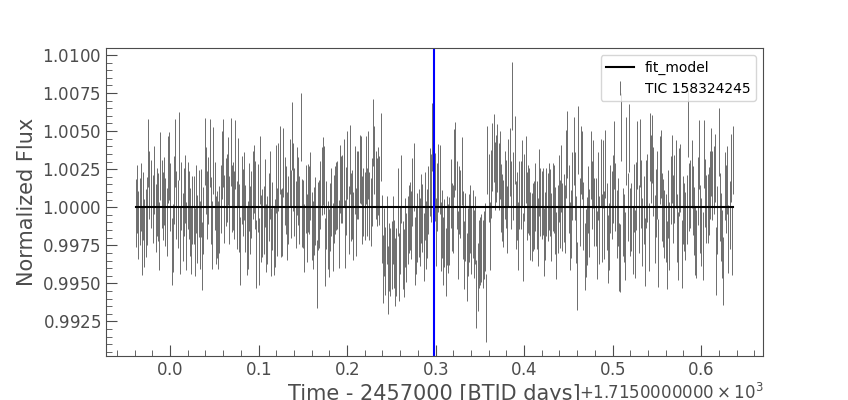 1.0100
1.0075
1.0050
1.0025
1.0000
0.9975
0.9950
0.9925
Normalized Flux
fit_model
TIC 158324245
0.0 0.1 0.2 0.3 0.4 0.5 0.6
Time - 2457000 [BTJD days]
+1.7150000000 × 10³